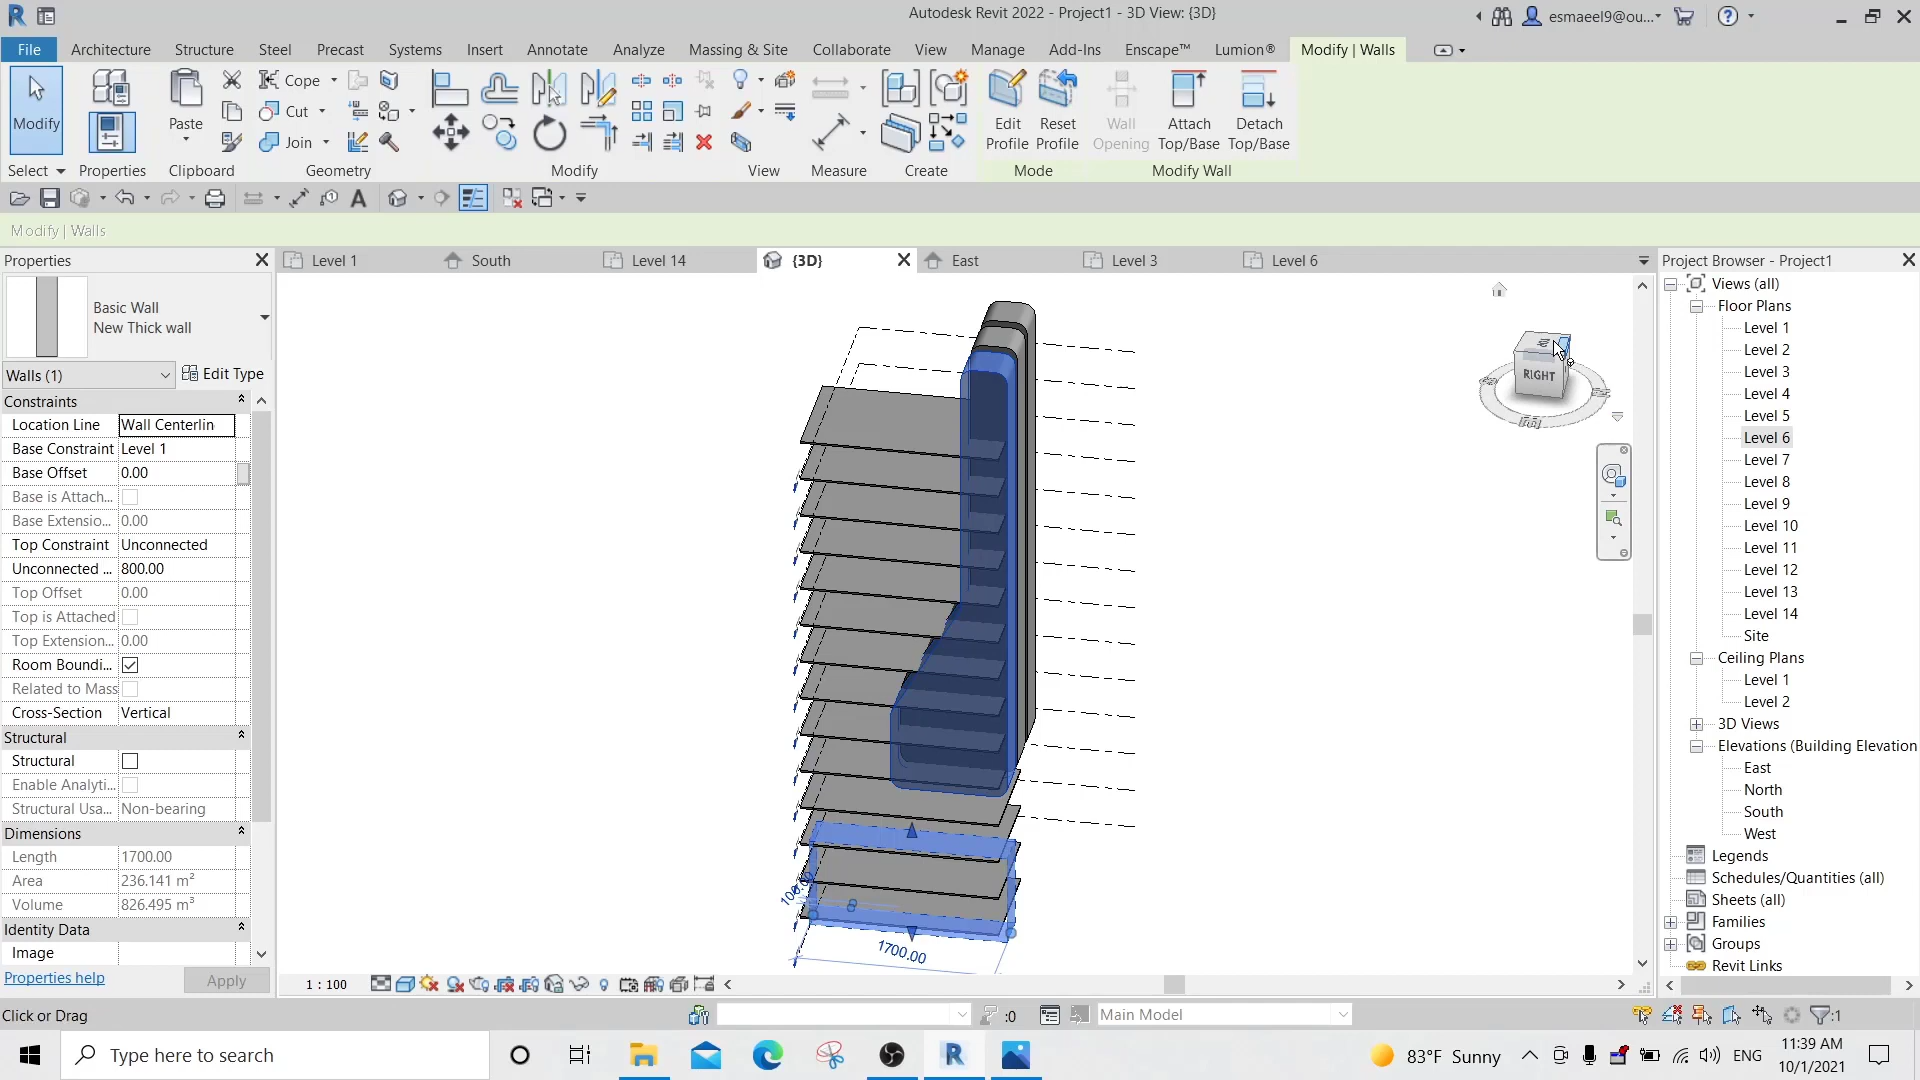 Autodesk Revit 2022 - Project1 - 3D View: {3D}
esmaeel9@ou...
File Architecture Structure Steel Precast Systems Insert Annotate Analyze Massing & Site Collaborate View Manage Add-Ins Enscape™ Lumion® Modify | Walls
Modify
Paste
Cope
Cut
Join
Edit Profile
Reset Profile
Wall Opening
Attach Top/Base
Detach Top/Base
Select Properties Clipboard Geometry Modify View Measure Create Mode Modify Wall
Modify | Walls
Properties
Level 1 South Level 14 {3D} East Level 3 Level 6
Project Browser - Project1
Basic Wall
New Thick wall
Walls (1) Edit Type
Constraints
Location Line Wall Centerlin
Base Constraint Level 1
Base Offset 0.00
Base is Attach...
Base Extensio... 0.00
Top Constraint Unconnected
Unconnected ... 800.00
Top Offset 0.00
Top is Attached
Top Extension... 0.00
Room Boundi...
Related to Mass
Cross-Section Vertical
Structural
Structural
Enable Analyti...
Structural Usa... Non-bearing
Dimensions
Length 1700.00
Area 236.141 m²
Volume 826.495 m³
Identity Data
Image
Properties help Apply
RIGHT
1700.00
Views (all)
Floor Plans
Level 1
Level 2
Level 3
Level 4
Level 5
Level 6
Level 7
Level 8
Level 9
Level 10
Level 11
Level 12
Level 13
Level 14
Site
Ceiling Plans
Level 1
Level 2
3D Views
Elevations (Building Elevation
East
North
South
West
Legends
Schedules/Quantities (all)
Sheets (all)
Families
Groups
Revit Links
1 : 100
Click or Drag
:0
Main Model
:1
Type here to search
83°F Sunny
ENG
11:39 AM
10/1/2021